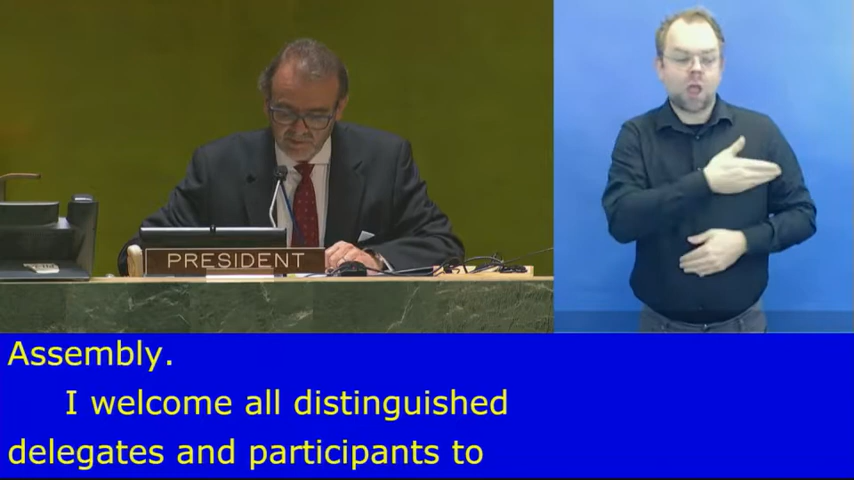 PRESIDENT
Assembly.
I welcome all distinguished
delegates and participants to